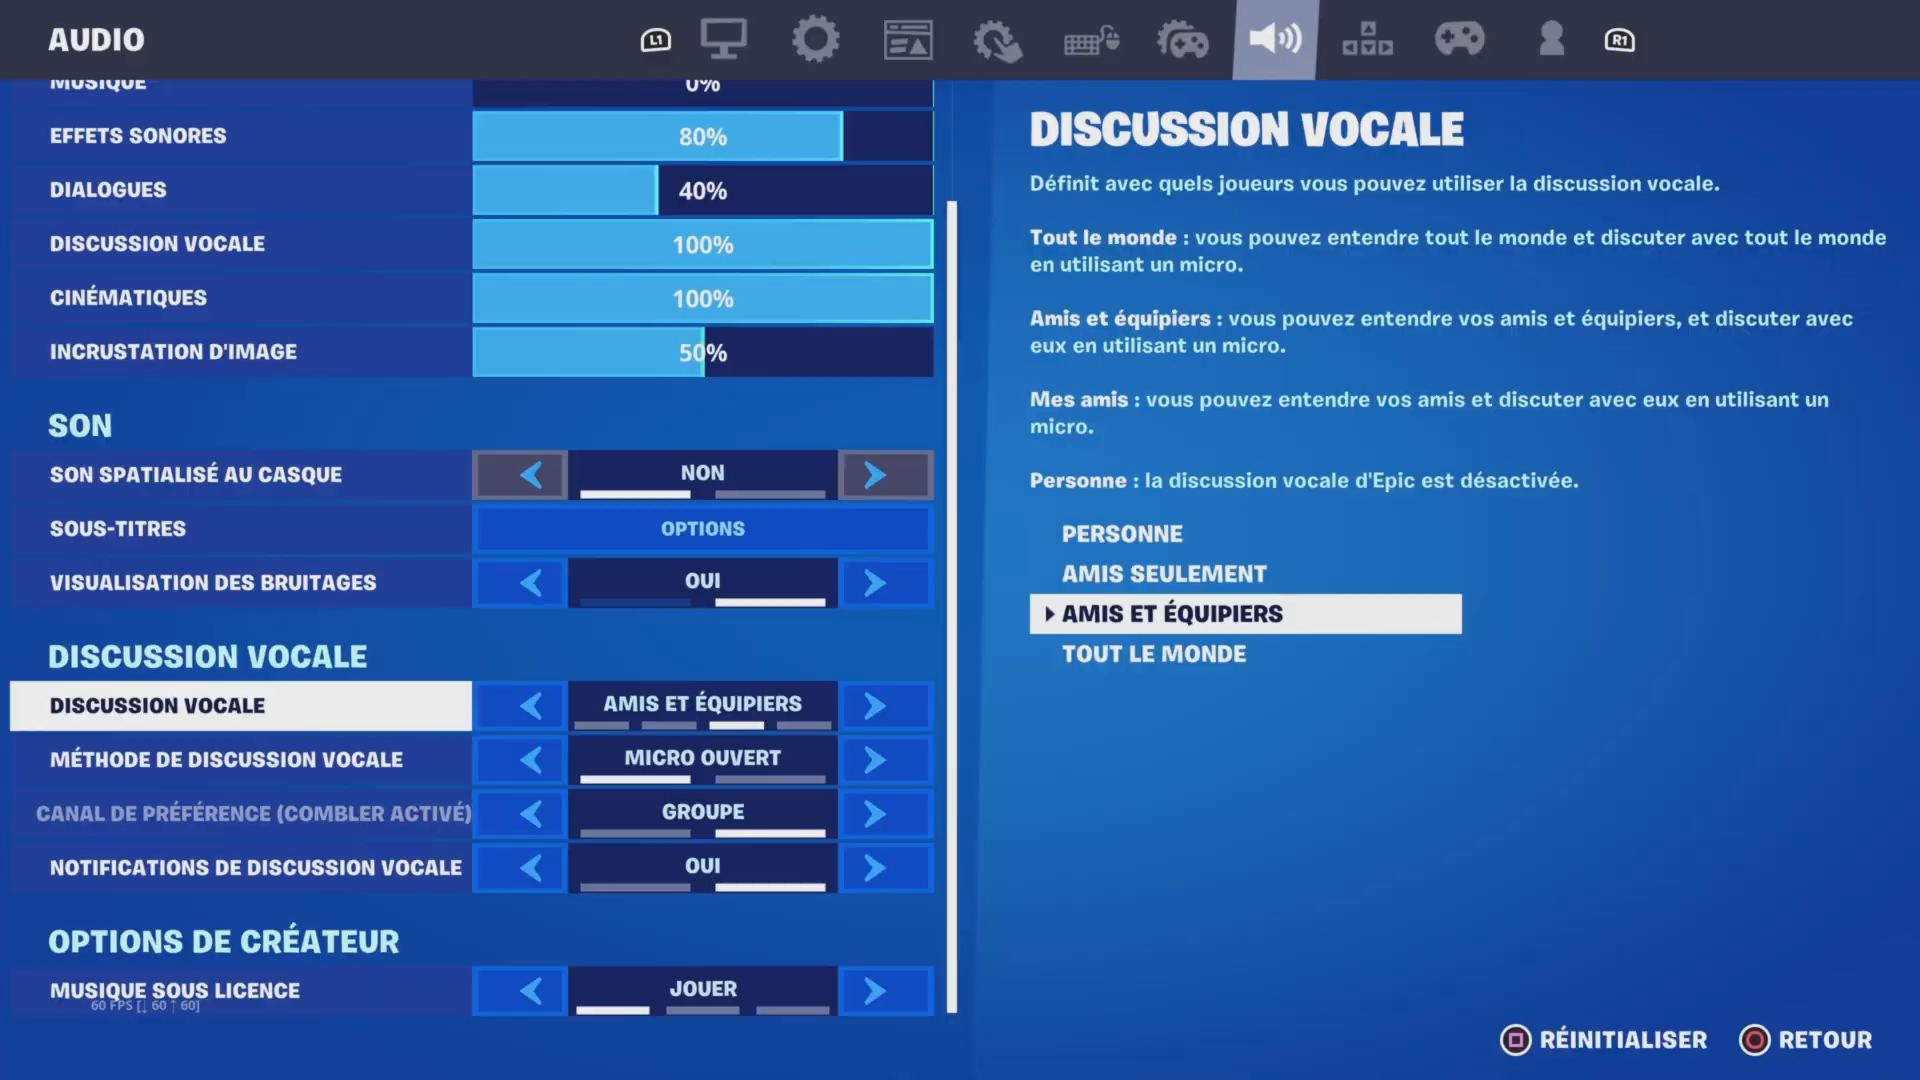 AUDIO
L1
R1
MUSIQUE
0%
EFFETS SONORES
80%
DIALOGUES
40%
DISCUSSION VOCALE
100%
CINÉMATIQUES
100%
INCRUSTATION D'IMAGE
50%
SON
SON SPATIALISÉ AU CASQUE
NON
SOUS-TITRES
OPTIONS
VISUALISATION DES BRUITAGES
OUI
DISCUSSION VOCALE
DISCUSSION VOCALE
AMIS ET ÉQUIPIERS
MÉTHODE DE DISCUSSION VOCALE
MICRO OUVERT
CANAL DE PRÉFÉRENCE (COMBLER ACTIVÉ)
GROUPE
NOTIFICATIONS DE DISCUSSION VOCALE
OUI
OPTIONS DE CRÉATEUR
MUSIQUE SOUS LICENCE
JOUER
60 FPS [↓ 60 ↑ 60]
DISCUSSION VOCALE
Définit avec quels joueurs vous pouvez utiliser la discussion vocale.
Tout le monde : vous pouvez entendre tout le monde et discuter avec tout le monde
en utilisant un micro.
Amis et équipiers : vous pouvez entendre vos amis et équipiers, et discuter avec
eux en utilisant un micro.
Mes amis : vous pouvez entendre vos amis et discuter avec eux en utilisant un
micro.
Personne : la discussion vocale d'Epic est désactivée.
PERSONNE
AMIS SEULEMENT
AMIS ET ÉQUIPIERS
TOUT LE MONDE
RÉINITIALISER
RETOUR